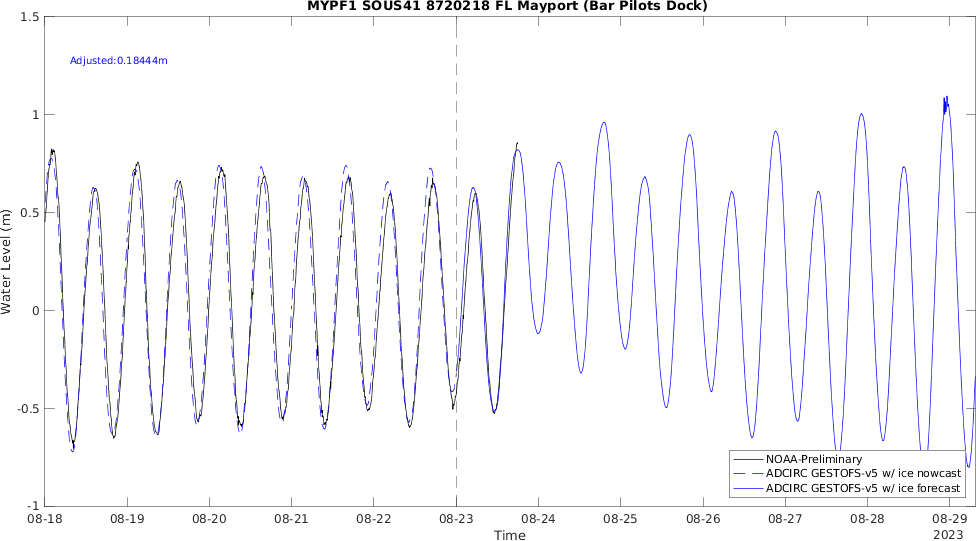 MYPF1 SOUS41 8720218 FL Mayport (Bar Pilots Dock)
1.5
Adjusted:0.18444m
1
0.5
0
-0.5
-1
Water Level (m)
NOAA-Preliminary
ADCIRC GESTOFS-v5 w/ ice nowcast
ADCIRC GESTOFS-v5 w/ ice forecast
08-18 08-19 08-20 08-21 08-22 08-23 08-24 08-25 08-26 08-27 08-28 08-29
Time 2023